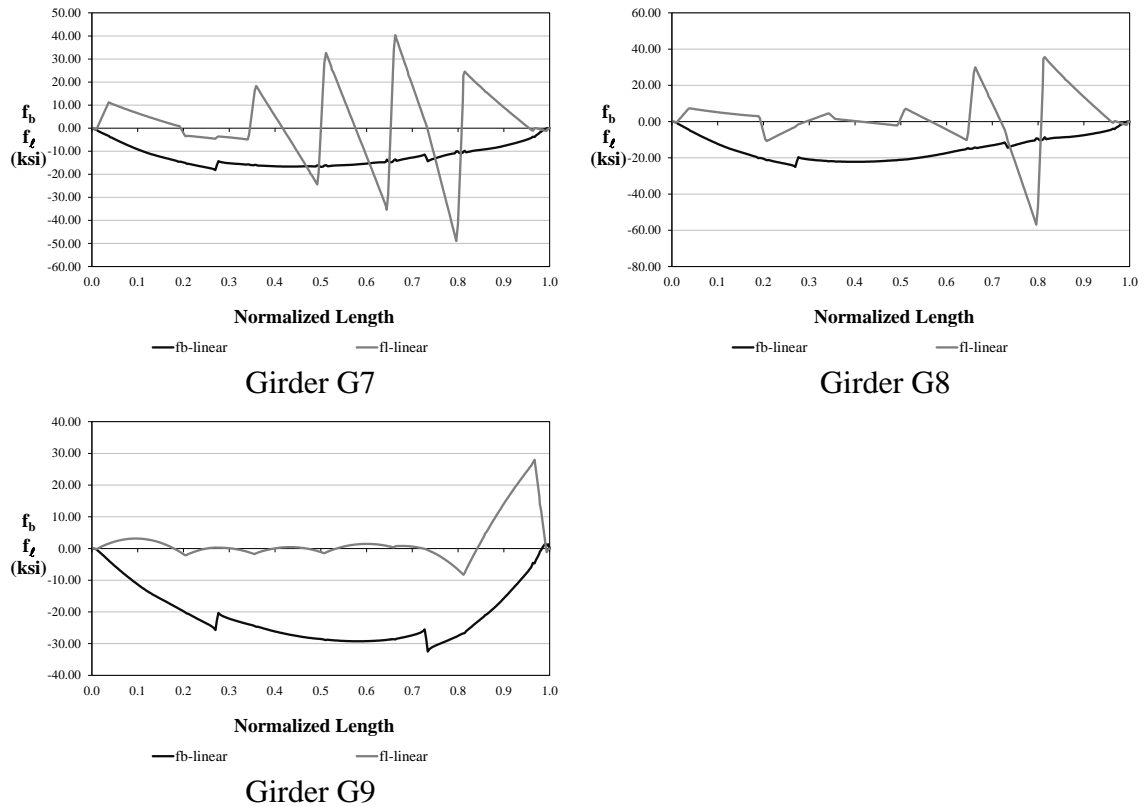 50.00
40.00
30.00
20.00
10.00
0.00
-10.00
-20.00
-30.00
-40.00
-50.00
-60.00
fb
fℓ
(ksi)
0.0 0.1 0.2 0.3 0.4 0.5 0.6 0.7 0.8 0.9 1.0
Normalized Length
fb-linear fl-linear
Girder G7
60.00
40.00
20.00
0.00
-20.00
-40.00
-60.00
-80.00
fb
fℓ
(ksi)
0.0 0.1 0.2 0.3 0.4 0.5 0.6 0.7 0.8 0.9 1.0
Normalized Length
fb-linear fl-linear
Girder G8
40.00
30.00
20.00
10.00
0.00
-10.00
-20.00
-30.00
-40.00
fb
fℓ
(ksi)
0.0 0.1 0.2 0.3 0.4 0.5 0.6 0.7 0.8 0.9 1.0
Normalized Length
fb-linear fl-linear
Girder G9